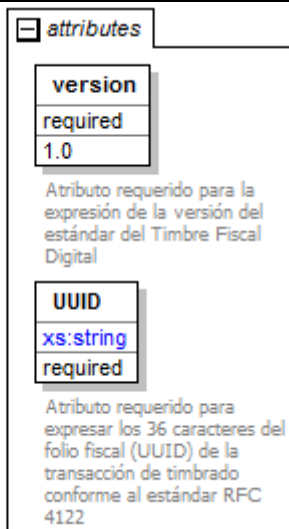 attributes
version
required
1.0
Atributo requerido para la
expresión de la versión del
estándar del Timbre Fiscal
Digital
UUID
xs:string
required
Atributo requerido para
expresar los 36 caracteres del
folio fiscal (UUID) de la
transacción de timbrado
conforme al estándar RFC
4122